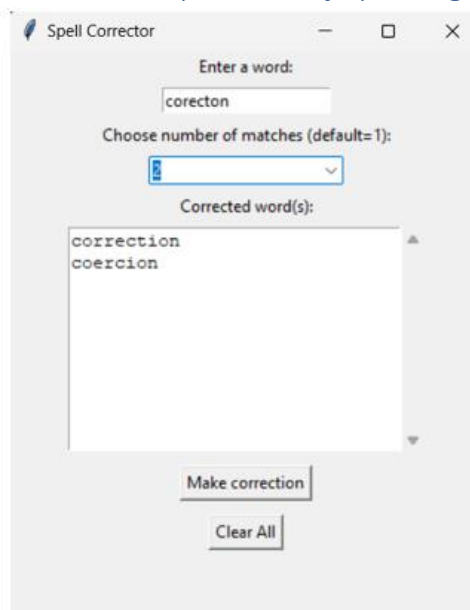 Spell Corrector
Enter a word:
corecton
Choose number of matches (default=1):
2
Corrected word(s):
correction
coercion
Make correction
Clear All